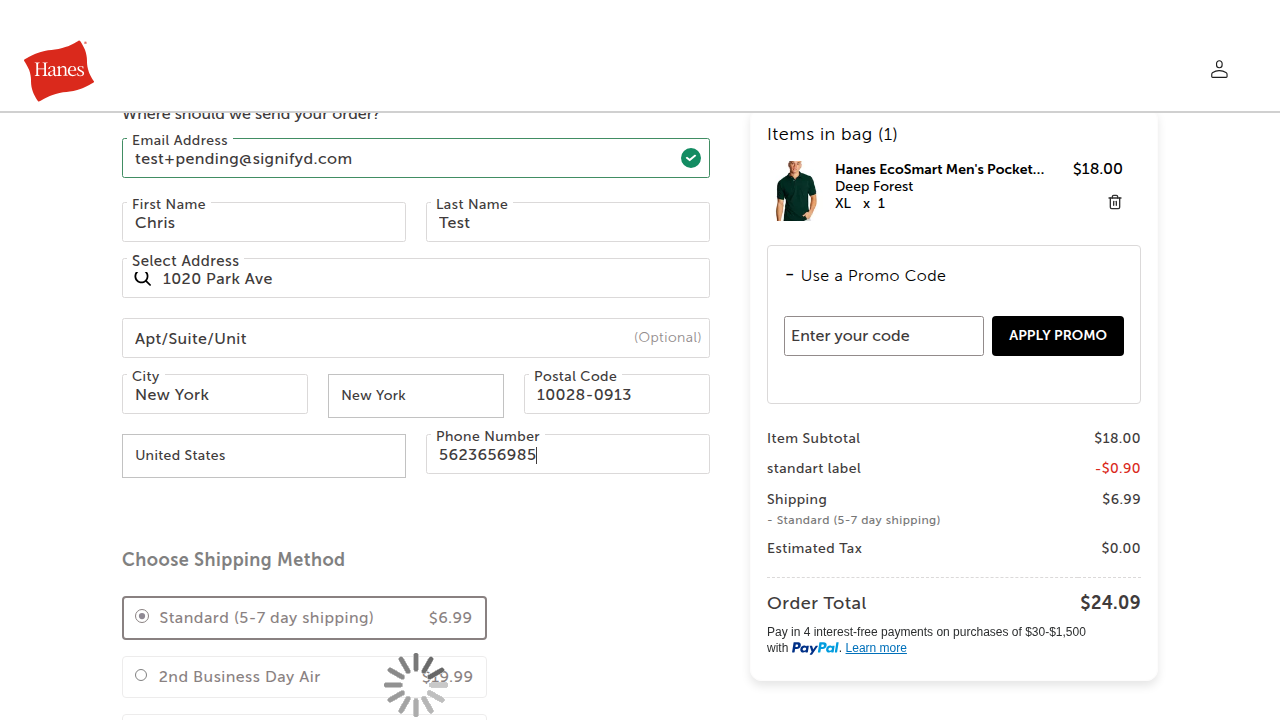 Hanes
Where should we send your order?
Email Address
test+pending@signifyd.com
First Name
Chris
Last Name
Test
Select Address
1020 Park Ave
Apt/Suite/Unit
(Optional)
City
New York
New York
Postal Code
10028-0913
United States
Phone Number
5623656985
Choose Shipping Method
Standard (5-7 day shipping) $6.99
2nd Business Day Air $19.99
Items in bag (1)
Hanes EcoSmart Men's Pocket... $18.00
Deep Forest
XL x 1
- Use a Promo Code
Enter your code
APPLY PROMO
Item Subtotal $18.00
standart label -$0.90
Shipping $6.99
- Standard (5-7 day shipping)
Estimated Tax $0.00
Order Total $24.09
Pay in 4 interest-free payments on purchases of $30-$1,500
with PayPal. Learn more